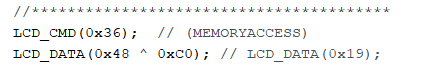 //****************************************
LCD_CMD(0x36);  // (MEMORYACCESS)
LCD_DATA(0x48 ^ 0xC0); // LCD_DATA(0x19);